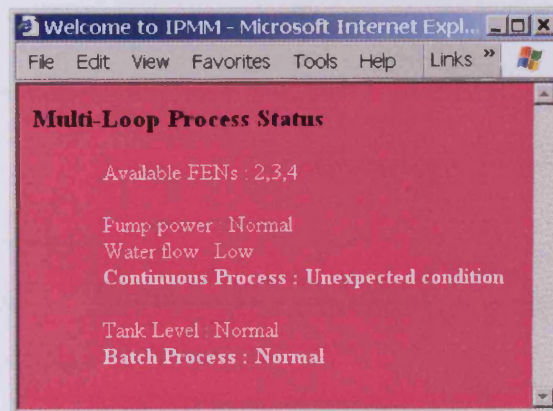 Welcome to IPMM - Microsoft Internet Expl...
File Edit View Favorites Tools Help Links »
Multi-Loop Process Status
Available FENs : 2,3,4
Pump power : Normal
Water flow : Low
Continuous Process : Unexpected condition
Tank Level : Normal
Batch Process : Normal